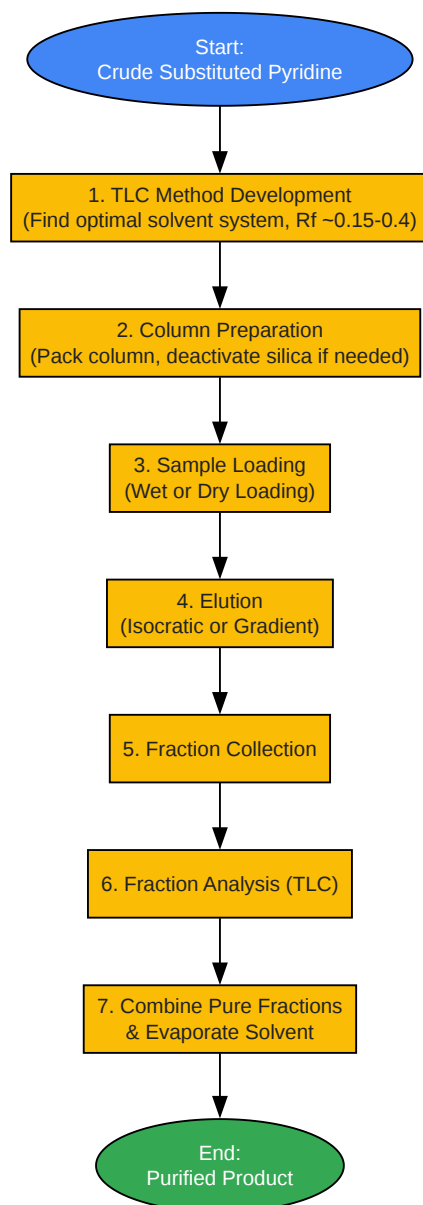 Start:
Crude Substituted Pyridine
1. TLC Method Development
(Find optimal solvent system, Rf ~0.15-0.4)
2. Column Preparation
(Pack column, deactivate silica if needed)
3. Sample Loading
(Wet or Dry Loading)
4. Elution
(Isocratic or Gradient)
5. Fraction Collection
6. Fraction Analysis (TLC)
7. Combine Pure Fractions
& Evaporate Solvent
End:
Purified Product